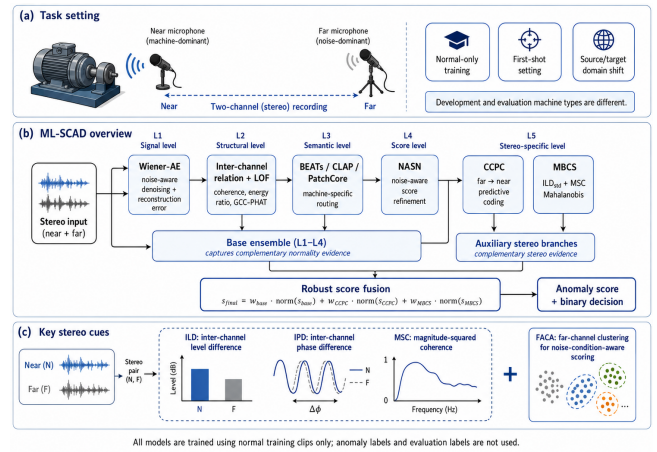 (a) Task setting
Near microphone
(machine-dominant)
Far microphone
(noise-dominant)
Near
Two-channel (stereo) recording
Far
Normal-only
training
First-shot
setting
Source/target
domain shift
Development and evaluation machine types are different.
(b) ML-SCAD overview
L1
Signal level
L2
Structural level
L3
Semantic level
L4
Score level
L5
Stereo-specific level
Stereo input
(near + far)
Wiener-AE
noise-aware
denoising +
reconstruction
error
Inter-channel
relation + LOF
coherence, energy
ratio, GCC-PHAT
BEATs / CLAP /
PatchCore
machine-specific
routing
NASN
noise-aware
score
refinement
CCPC
far → near
predictive
coding
MBCS
ILDstd + MSC
Mahalanobis
Base ensemble (L1–L4)
captures complementary normality evidence
Auxiliary stereo branches
complementary stereo evidence
Robust score fusion
sfinal = wbase · norm(sbase) + wCCPC · norm(sCCPC) + wMBCS · norm(sMBCS)
Anomaly score
+ binary decision
(c) Key stereo cues
Near (N)
Far (F)
Stereo
pair
(N, F)
ILD: inter-channel
level difference
Level (dB)
N
F
IPD: inter-channel
phase difference
N
F
Δϕ
MSC: magnitude-squared
coherence
1
0
Frequency (Hz)
+
FACA: far-channel clustering
for noise-condition-aware
scoring
...
All models are trained using normal training clips only; anomaly labels and evaluation labels are not used.